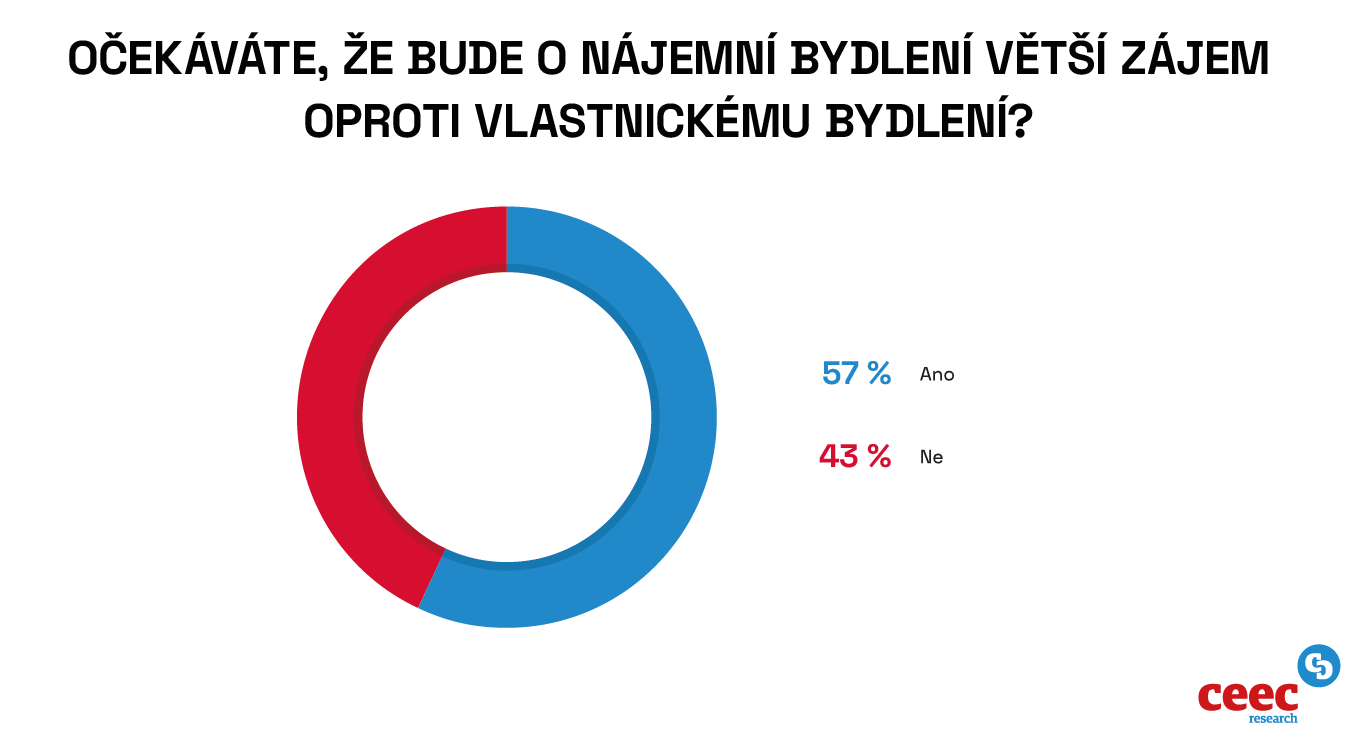 OČEKÁVÁTE, ŽE BUDE O NÁJEMNÍ BYDLENÍ VĚTŠÍ ZÁJEM
OPROTI VLASTNICKÉMU BYDLENÍ?
57 % Ano
43 % Ne
ceec
research